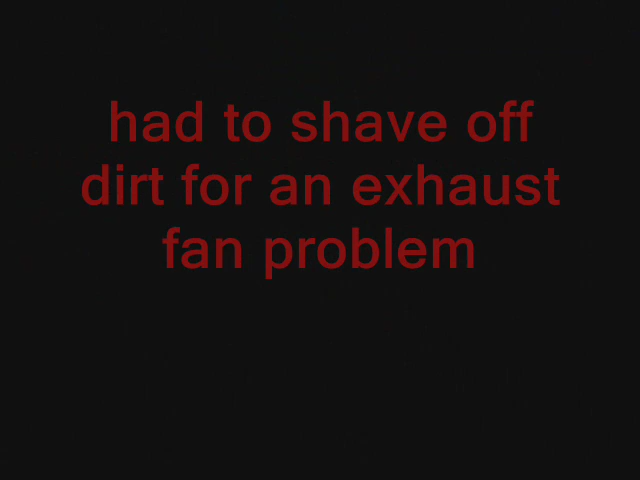 had to shave off
dirt for an exhaust
fan problem